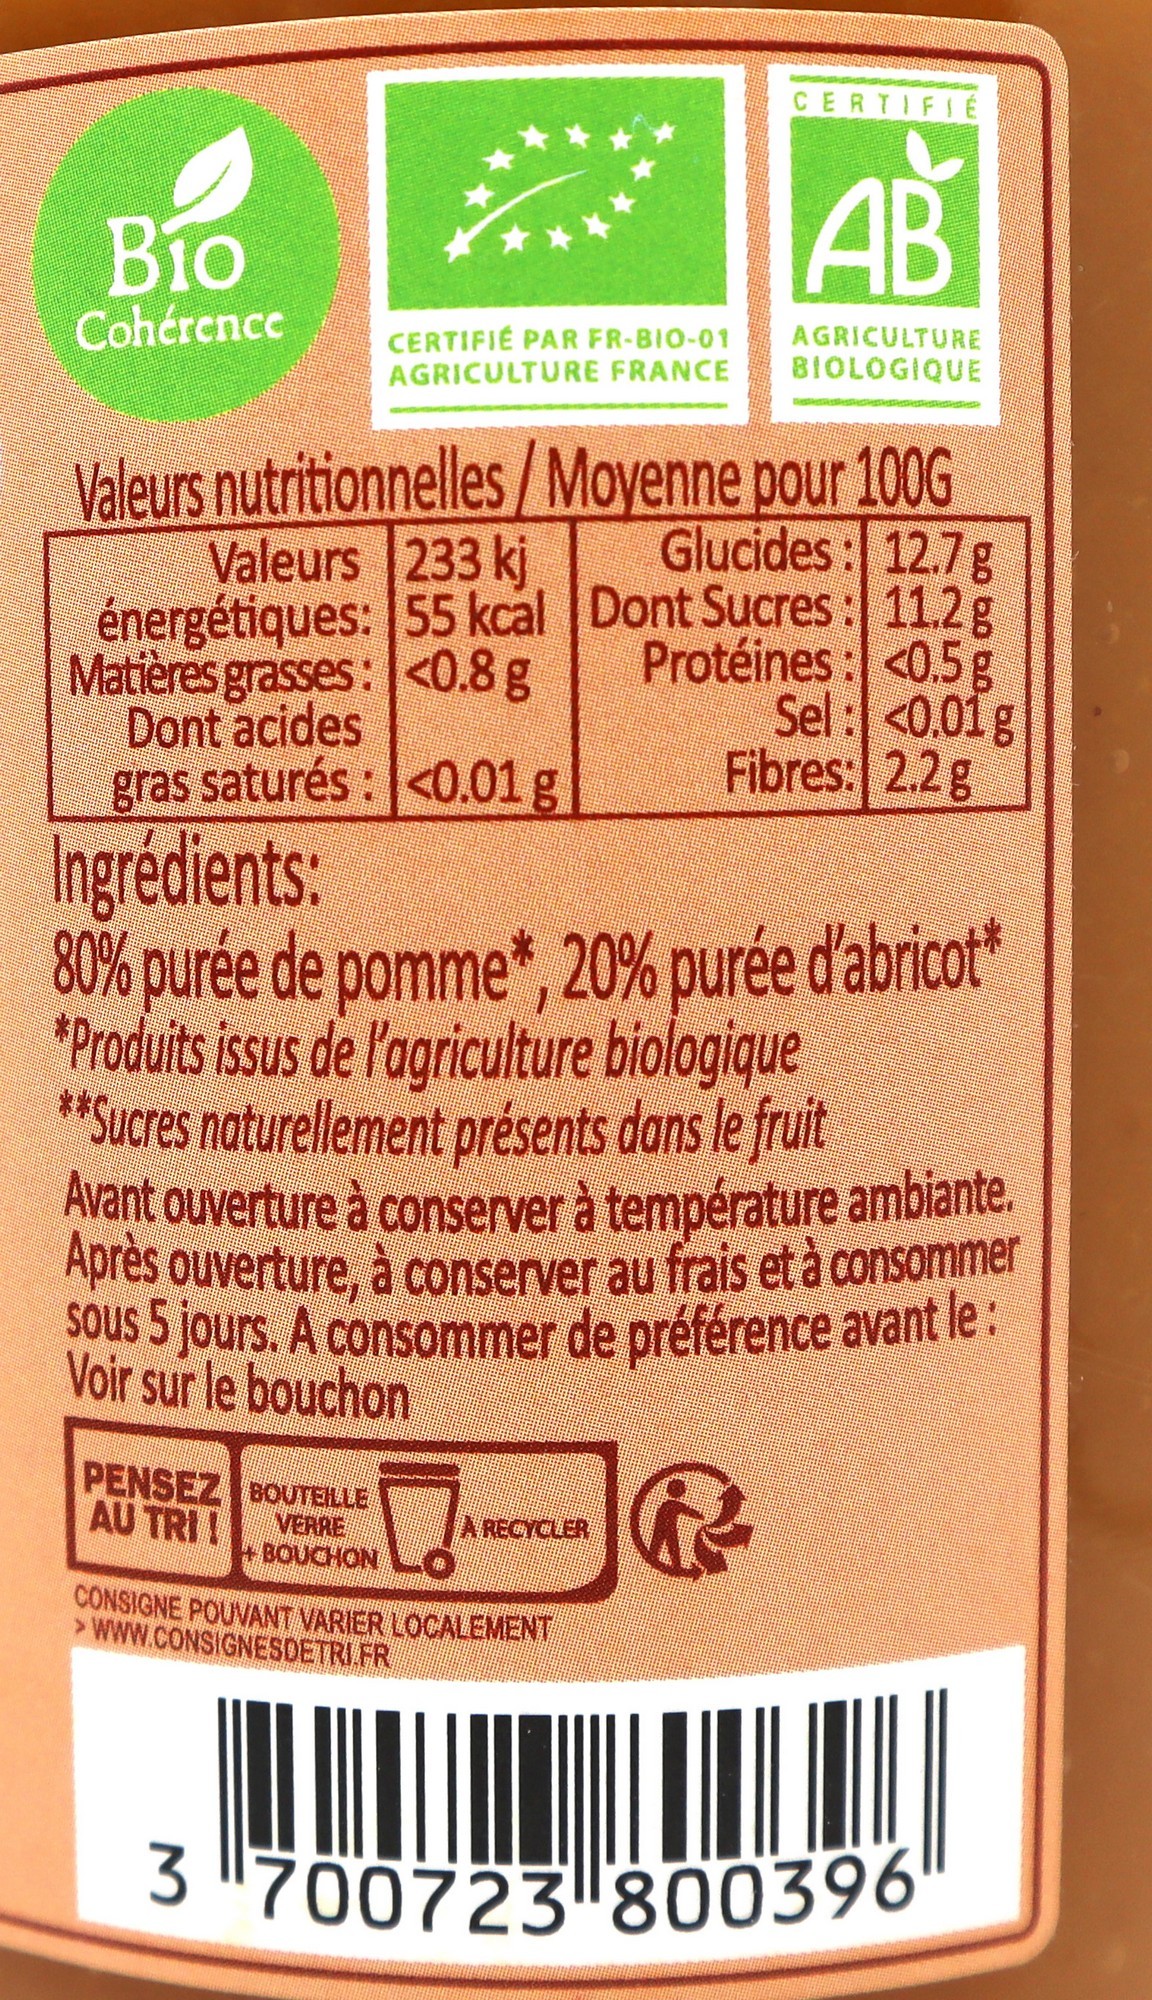 Bio
Cohérence
CERTIFIÉ PAR FR-BIO-01
AGRICULTURE FRANCE
CERTIFIÉ
AB
AGRICULTURE
BIOLOGIQUE
Valeurs nutritionnelles / Moyenne pour 100G
Valeurs 233 kj
énergétiques: 55 kcal
Matières grasses : <0.8 g
Dont acides
gras saturés : <0.01 g
Glucides : 12.7 g
Dont Sucres : 11.2 g
Protéines : <0.5 g
Sel : <0.01 g
Fibres: 2.2 g
Ingrédients:
80% purée de pomme*, 20% purée d'abricot*
*Produits issus de l'agriculture biologique
**Sucres naturellement présents dans le fruit
Avant ouverture à conserver à température ambiante.
Après ouverture, à conserver au frais et à consommer
sous 5 jours. A consommer de préférence avant le :
Voir sur le bouchon
PENSEZ
AU TRI !
BOUTEILLE
VERRE
+ BOUCHON
À RECYCLER
CONSIGNE POUVANT VARIER LOCALEMENT
> WWW.CONSIGNESDETRI.FR
3 700723 800396